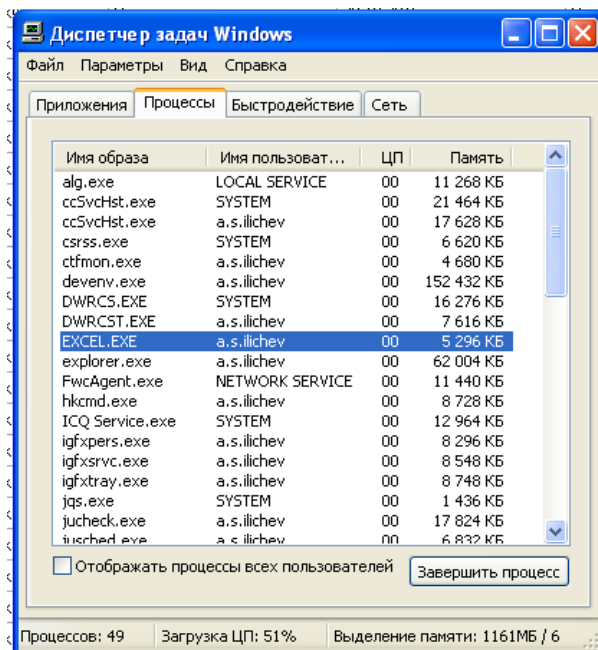 Диспетчер задач Windows
Файл Параметры Вид Справка
Приложения Процессы Быстродействие Сеть
Имя образа Имя пользоват... ЦП Память
alg.exe LOCAL SERVICE 00 11 268 КБ
ccSvcHst.exe SYSTEM 00 21 464 КБ
ccSvcHst.exe a.s.ilichev 00 17 628 КБ
csrss.exe SYSTEM 00 6 620 КБ
ctfmon.exe a.s.ilichev 00 4 680 КБ
devenv.exe a.s.ilichev 00 152 432 КБ
DWRCS.EXE SYSTEM 00 16 276 КБ
DWRCST.EXE a.s.ilichev 00 7 616 КБ
EXCEL.EXE a.s.ilichev 00 5 296 КБ
explorer.exe a.s.ilichev 00 62 004 КБ
FwcAgent.exe NETWORK SERVICE 00 11 440 КБ
hkcmd.exe a.s.ilichev 00 8 728 КБ
ICQ Service.exe SYSTEM 00 12 964 КБ
igfxpers.exe a.s.ilichev 00 8 296 КБ
igfxsrvc.exe a.s.ilichev 00 8 548 КБ
igfxtray.exe a.s.ilichev 00 8 748 КБ
jqs.exe SYSTEM 00 1 436 КБ
jucheck.exe a.s.ilichev 00 17 824 КБ
jusched.exe a.s.ilichev 00 6 832 КБ
Отображать процессы всех пользователей Завершить процесс
Процессов: 49 Загрузка ЦП: 51% Выделение памяти: 1161МБ / 6